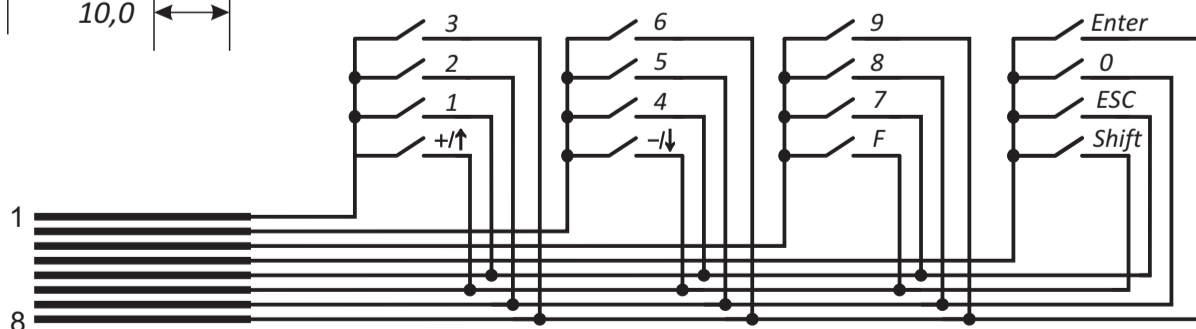 10,0
3 6 9 Enter
2 5 8 0
1 4 7 ESC
+/↑ –/↓ F Shift
1
8